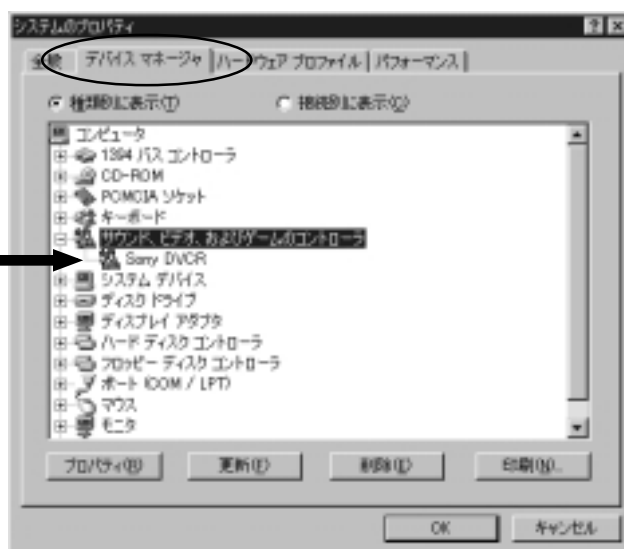 システムのプロパティ
全般 デバイス マネージャ ハードウェア プロファイル パフォーマンス
種類別に表示(T) 接続別に表示(C)
コンピュータ
1394 バス コントローラ
CD-ROM
PCMCIA ソケット
キーボード
サウンド、ビデオ、およびゲームのコントローラ
Sony DVCR
システム デバイス
ディスク ドライブ
ディスプレイ アダプタ
ハード ディスク コントローラ
フロッピー ディスク コントローラ
ポート (COM / LPT)
マウス
モニタ
プロパティ(R) 更新(F) 削除(E) 印刷(N)...
OK キャンセル